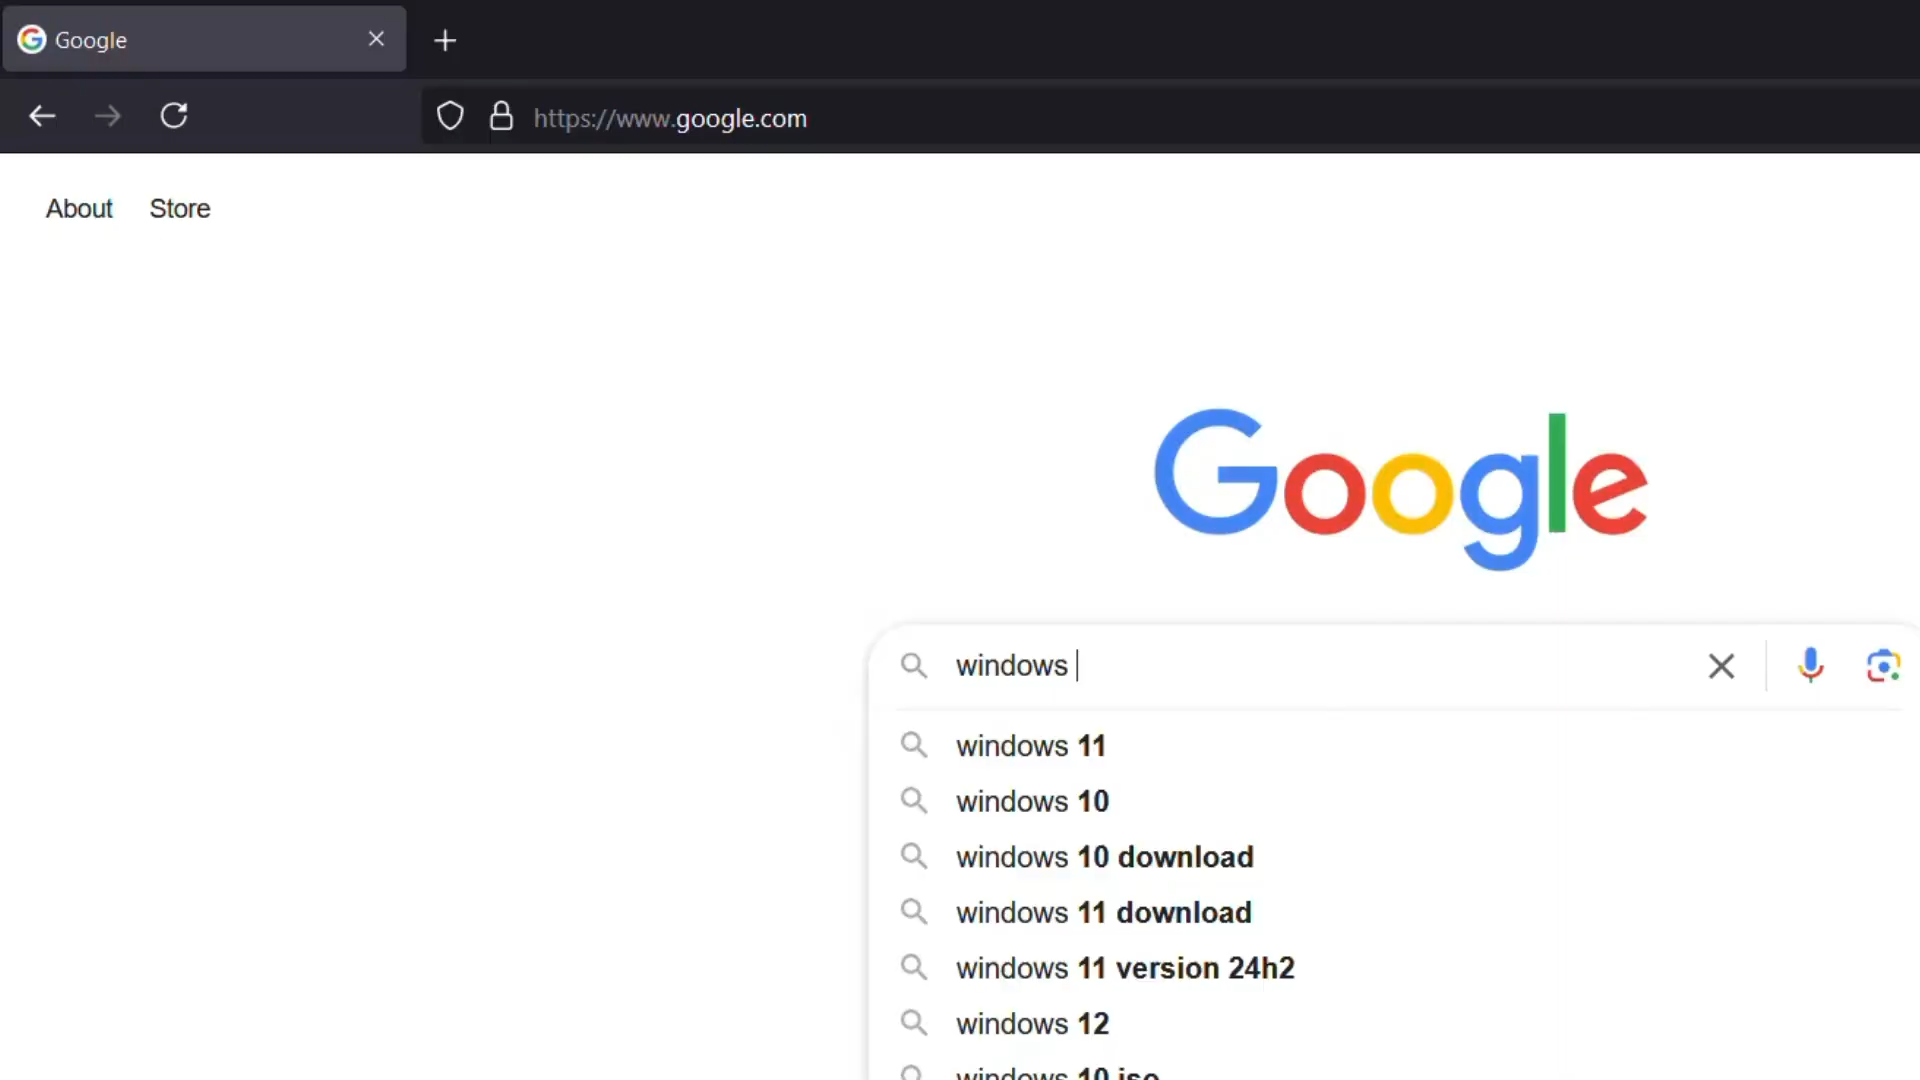 Google
https://www.google.com
About Store
Google
windows
windows 11
windows 10
windows 10 download
windows 11 download
windows 11 version 24h2
windows 12
windows 10 iso